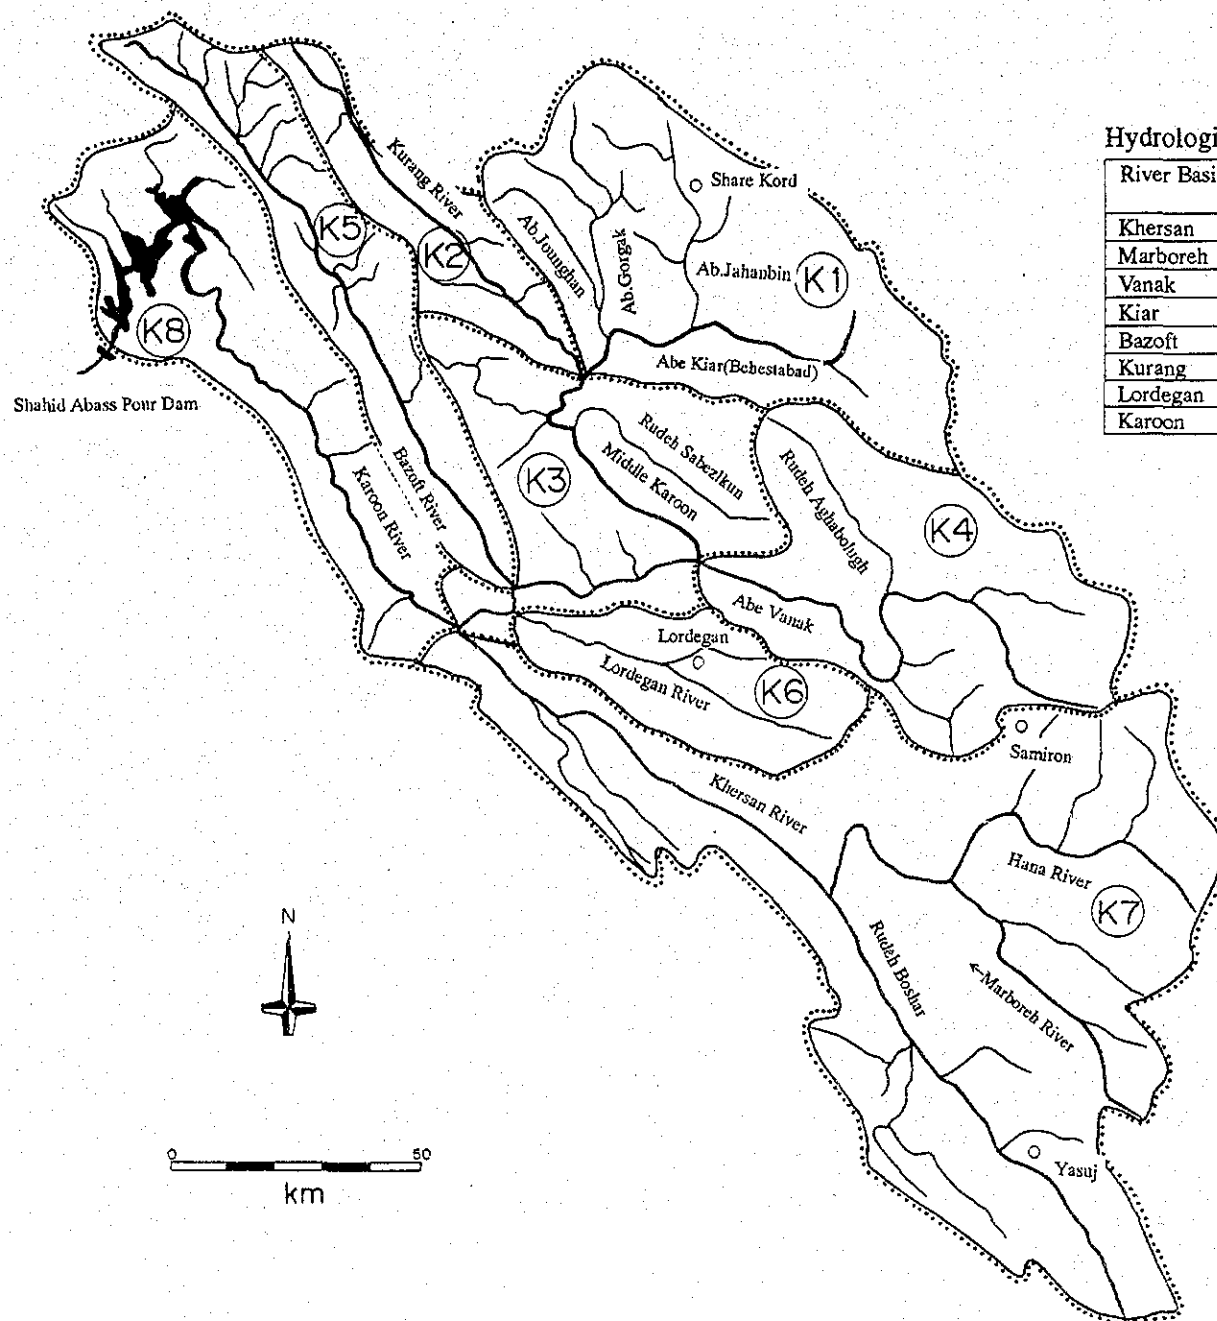 Hydrologi
River Basi
Khersan
Marboreh
Vanak
Kiar
Bazoft
Kurang
Lordegan
Karoon
Kurang River
Share Kord
K5
K2
Ab.Jounghan
Ab.Gorgak
Ab.Jahanbin
K1
K8
Abe Kiar(Behestabad)
Shahid Abass Pour Dam
Rudeh Sabezlkun
Middle Karoon
Rudeh Aghabolugh
Bazoft River
Karoon River
K3
K4
Abe Vanak
Lordegan
Lordegan River
K6
Samiron
Khersan River
Hana River
K7
Rudeh Boshar
←Marboreh River
N
0 50
km
Yasuj